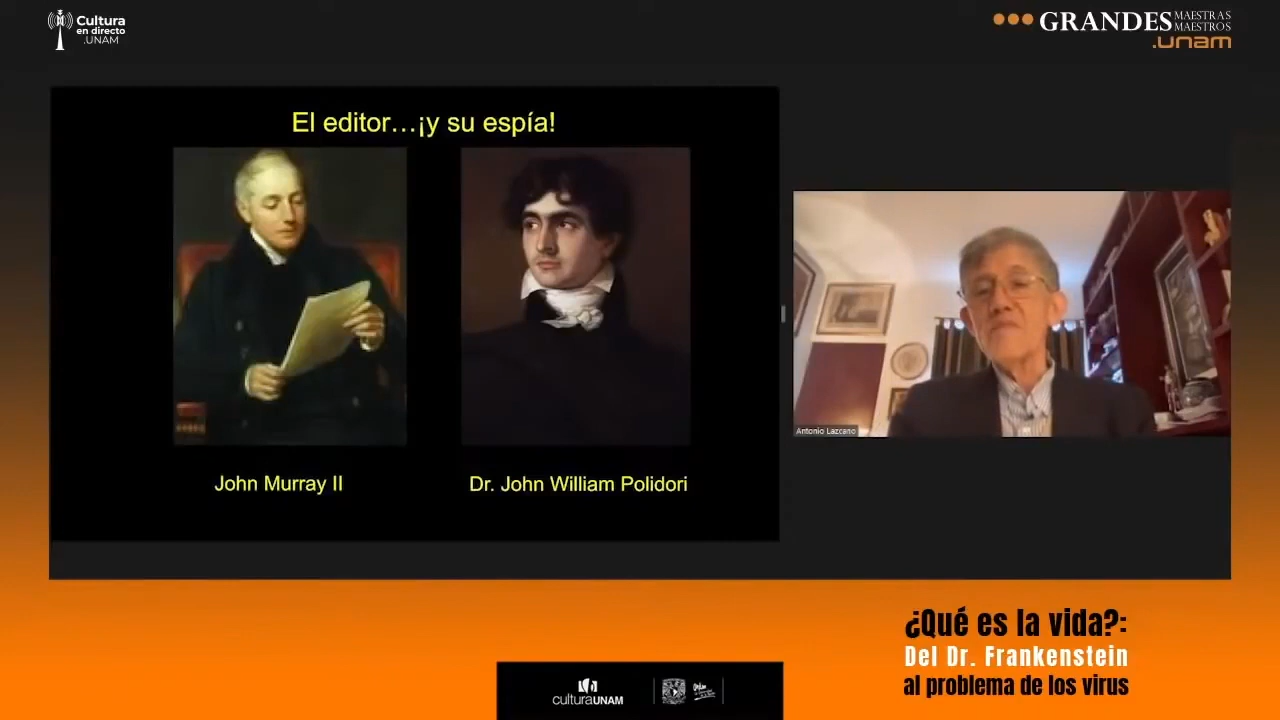 Cultura
en directo
.UNAM
GRANDES MAESTRAS
MAESTROS
.unam
El editor…¡y su espía!
John Murray II
Dr. John William Polidori
Antonio Lazcano
¿Qué es la vida?:
Del Dr. Frankenstein
al problema de los virus
culturaUNAM